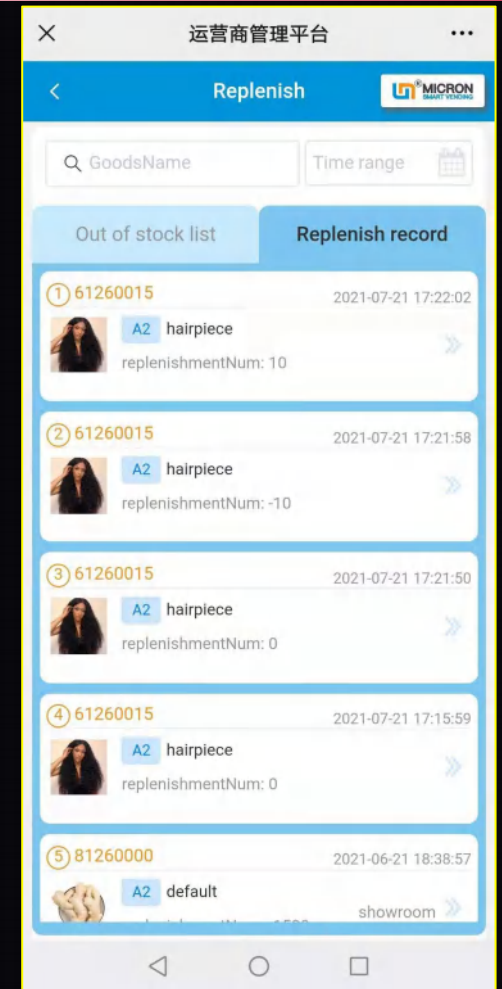 运营商管理平台
Replenish
MICRON
SMART VENDING
GoodsName
Time range
Out of stock list
Replenish record
1 61260015
2021-07-21 17:22:02
A2 hairpiece
replenishmentNum: 10
2 61260015
2021-07-21 17:21:58
A2 hairpiece
replenishmentNum: -10
3 61260015
2021-07-21 17:21:50
A2 hairpiece
replenishmentNum: 0
4 61260015
2021-07-21 17:15:59
A2 hairpiece
replenishmentNum: 0
5 81260000
2021-06-21 18:38:57
A2 default
showroom